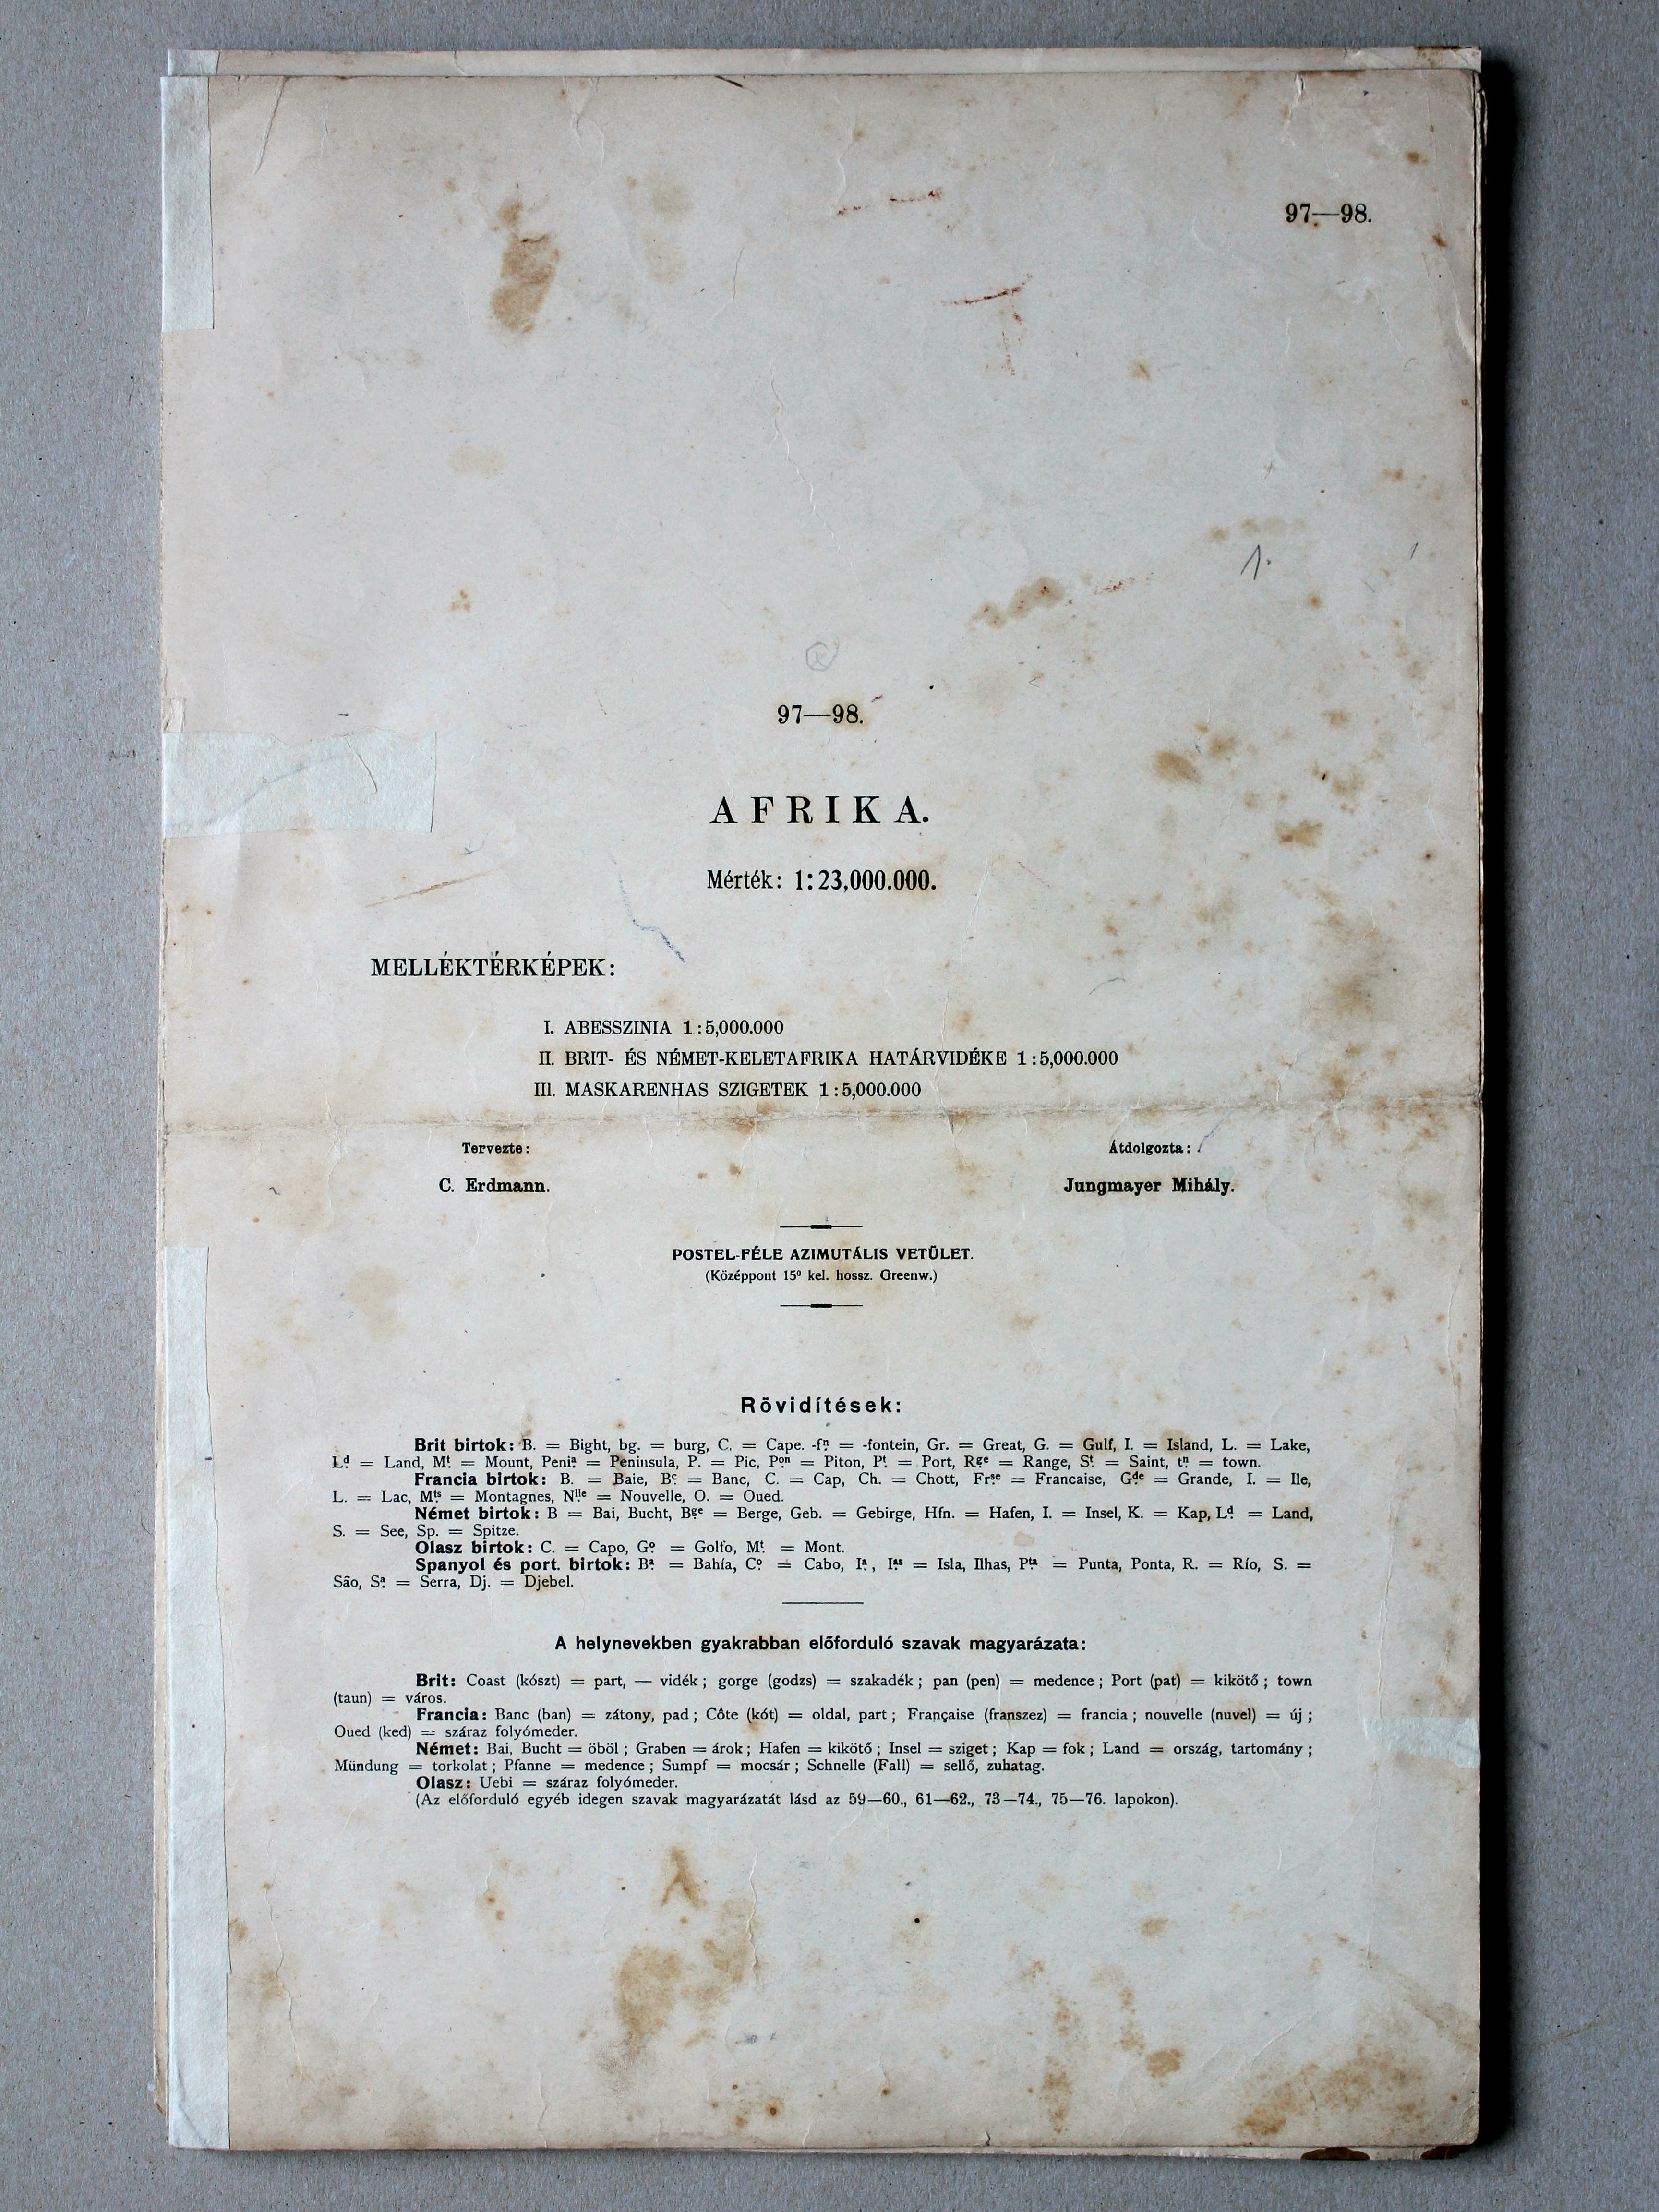 97—98.
1.
97—98.
AFRIKA.
Mérték: 1:23,000.000.
MELLÉKTÉRKÉPEK:
I. ABESSZINIA 1:5,000.000
II. BRIT- ÉS NÉMET-KELETAFRIKA HATÁRVIDÉKE 1:5,000.000
III. MASKARENHAS SZIGETEK 1:5,000.000
Tervezte: Átdolgozta:
C. Erdmann. Jungmayer Mihály.
POSTEL-FÉLE AZIMUTÁLIS VETÜLET.
(Középpont 15º kel. hossz. Greenw.)
Rövidítések:
Brit birtok: B. = Bight, bg. = burg, C. = Cape. -fⁿ. = -fontein, Gr. = Great, G. = Gulf, I. = Island, L. = Lake,
Lᵈ. = Land, Mᵗ. = Mount, Peniª = Peninsula, P. = Pic, Pᵒⁿ = Piton, Pᵗ. = Port, Rᵍᵉ = Range, Sᵗ = Saint, tⁿ = town.
Francia birtok: B. = Baie, Bᶜ = Banc, C. = Cap, Ch. = Chott, Frˢᵉ = Francaise, Gᵈᵉ = Grande, I. = Ile,
L. = Lac, Mᵗˢ = Montagnes, Nˡˡᵉ = Nouvelle, O. = Oued.
Német birtok: B = Bai, Bucht, Bᵍᵉ = Berge, Geb. = Gebirge, Hfn. = Hafen, I. = Insel, K. = Kap, Lᵈ. = Land,
S. = See, Sp. = Spitze.
Olasz birtok: C. = Capo, Gº = Golfo, Mᵗ. = Mont.
Spanyol és port. birtok: Bª = Bahía, Cº = Cabo, Iª, Iªˢ = Isla, Ilhas, Pᵗª = Punta, Ponta, R. = Río, S. =
São, Sª = Serra, Dj. = Djebel.
A helynevekben gyakrabban előforduló szavak magyarázata:
Brit: Coast (kószt) = part, — vidék; gorge (godzs) = szakadék; pan (pen) = medence; Port (pat) = kikötő; town
(taun) = város.
Francia: Banc (ban) = zátony, pad; Côte (kót) = oldal, part; Française (franszez) = francia; nouvelle (nuvel) = új;
Oued (ked) = száraz folyómeder.
Német: Bai, Bucht = öböl; Graben = árok; Hafen = kikötő; Insel = sziget; Kap = fok; Land = ország, tartomány;
Mündung = torkolat; Pfanne = medence; Sumpf = mocsár; Schnelle (Fall) = sellő, zuhatag.
Olasz: Uebi = száraz folyómeder.
(Az előforduló egyéb idegen szavak magyarázatát lásd az 59—60., 61—62., 73—74., 75—76. lapokon).